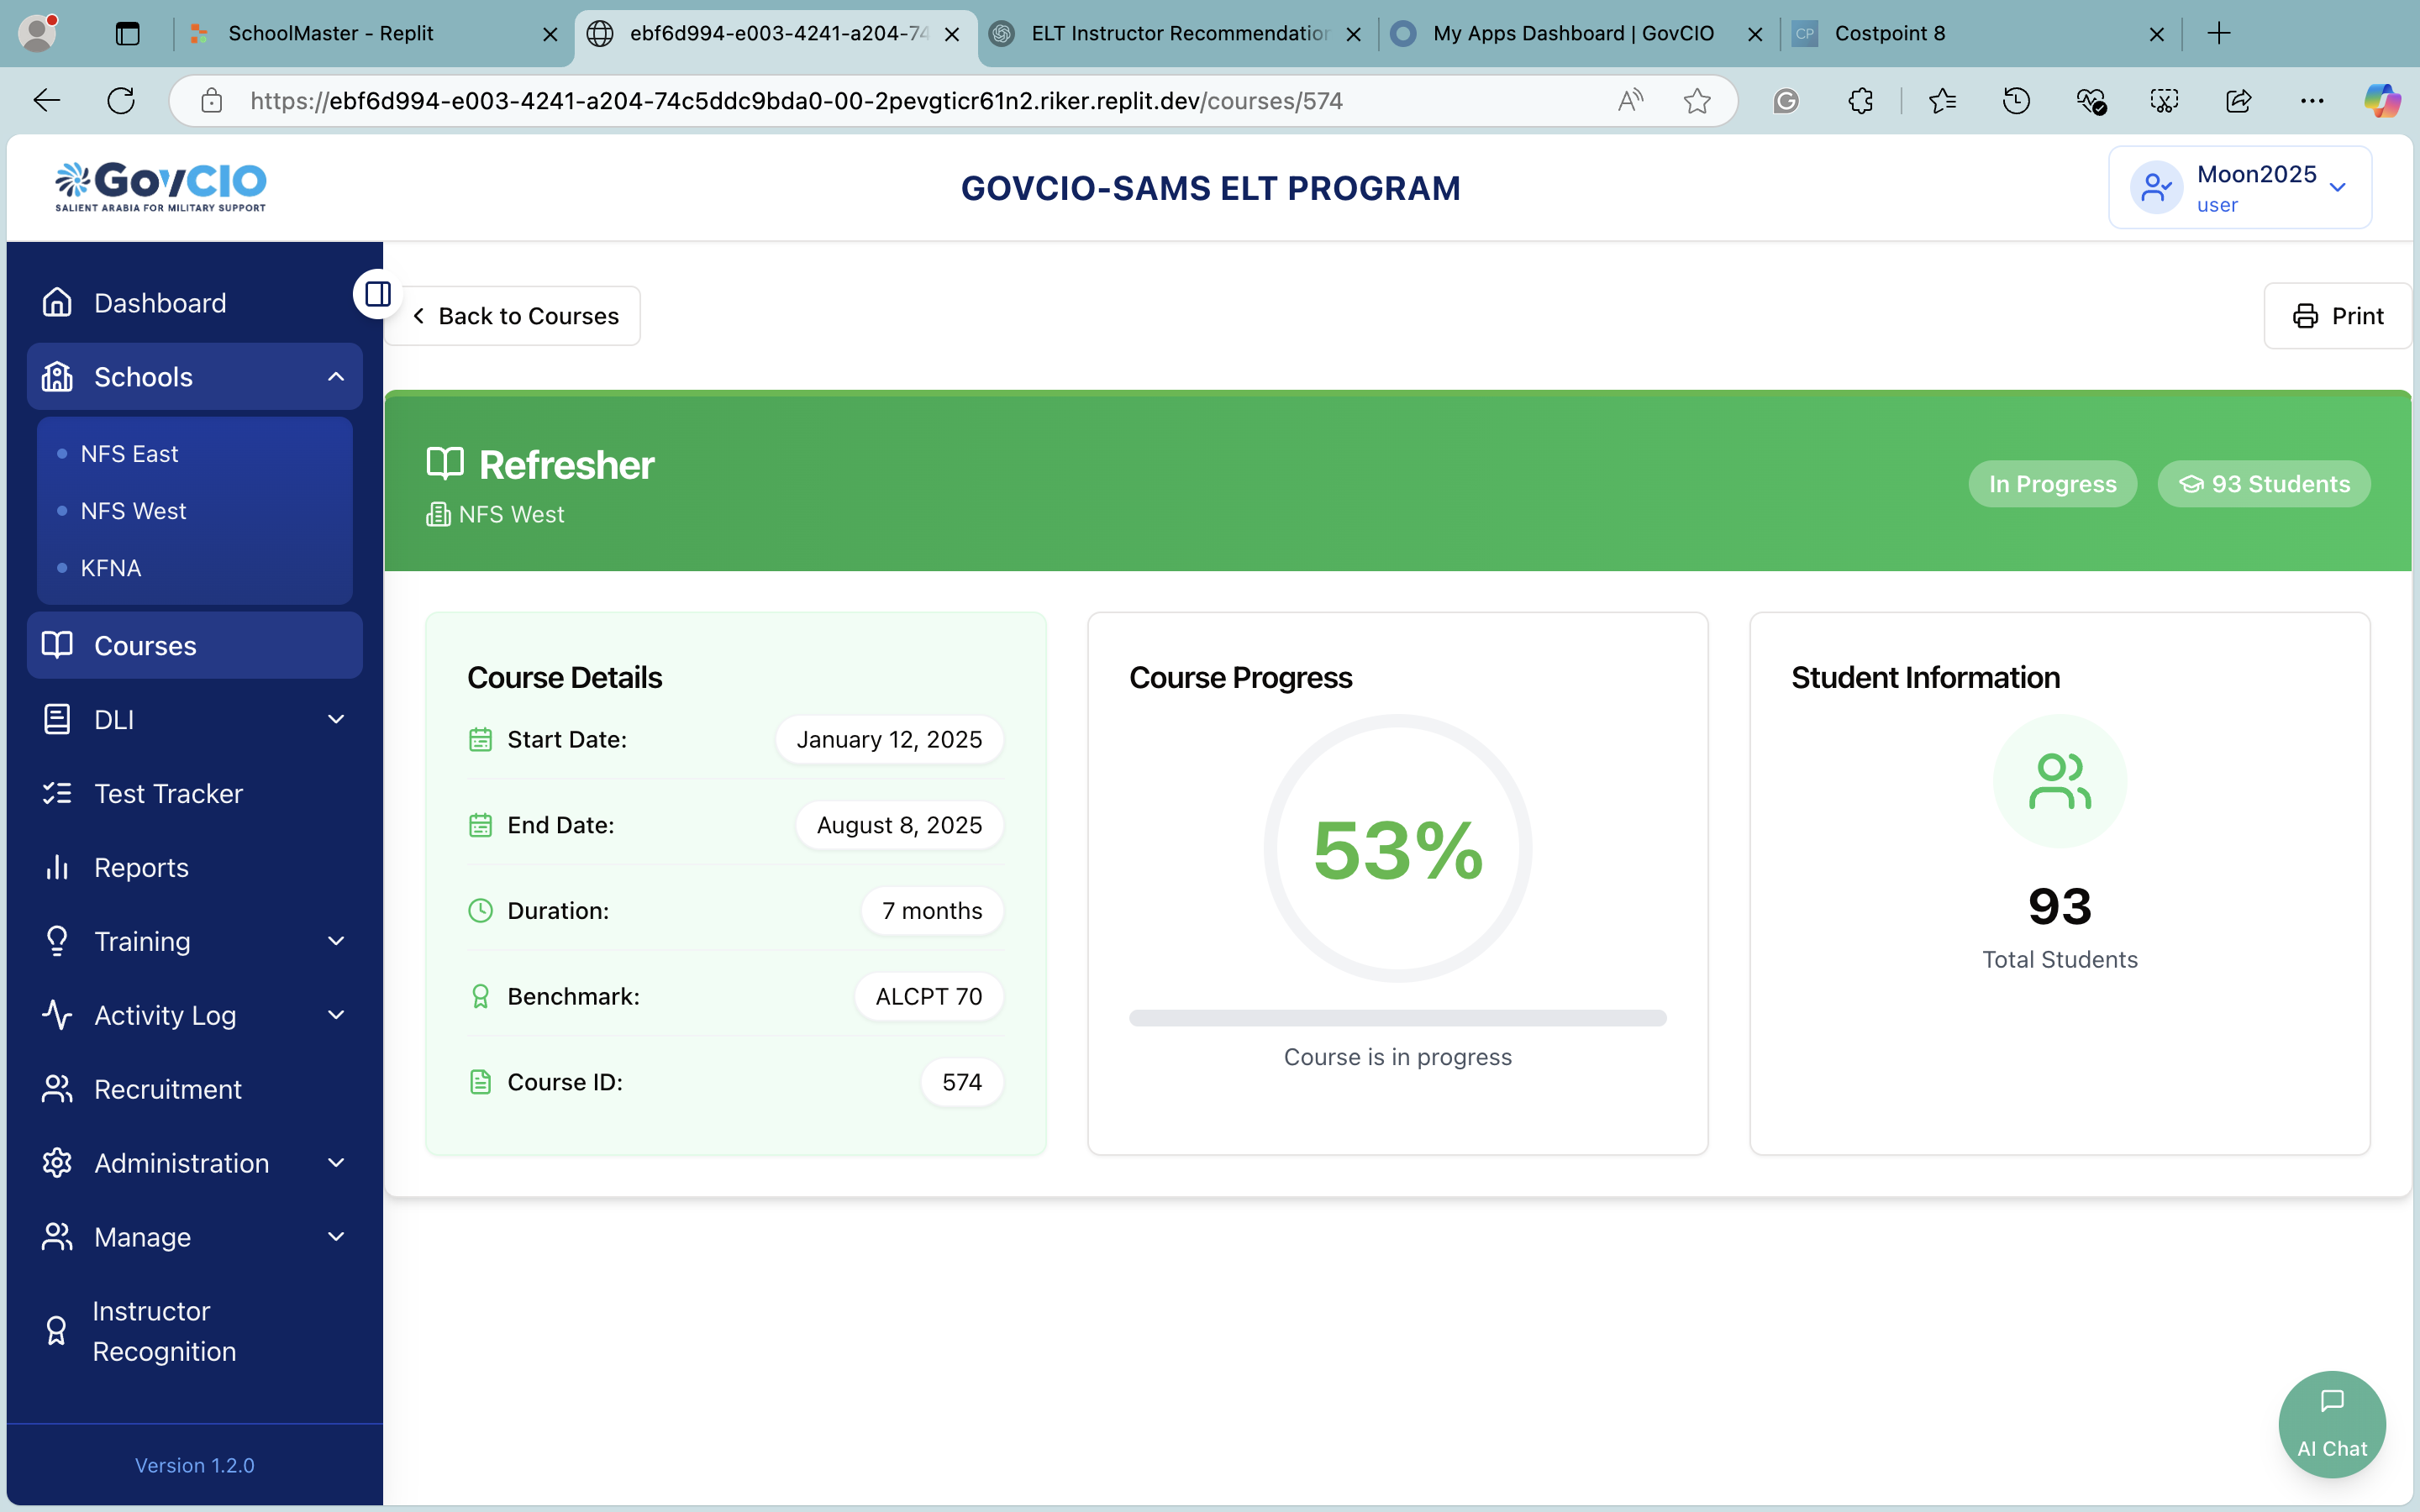 SchoolMaster - Replit
ebf6d994-e003-4241-a204-74
ELT Instructor Recommendation
My Apps Dashboard | GovCIO
CP
Costpoint 8
https://ebf6d994-e003-4241-a204-74c5ddc9bda0-00-2pevgticr61n2.riker.replit.dev/courses/574
GovCIO
SALIENT ARABIA FOR MILITARY SUPPORT
GOVCIO-SAMS ELT PROGRAM
Moon2025
user
Dashboard
Schools
NFS East
NFS West
KFNA
Courses
DLI
Test Tracker
Reports
Training
Activity Log
Recruitment
Administration
Manage
Instructor
Recognition
Version 1.2.0
Back to Courses
Print
Refresher
NFS West
In Progress
93 Students
Course Details
Start Date:
January 12, 2025
End Date:
August 8, 2025
Duration:
7 months
Benchmark:
ALCPT 70
Course ID:
574
Course Progress
53%
Course is in progress
Student Information
93
Total Students
AI Chat